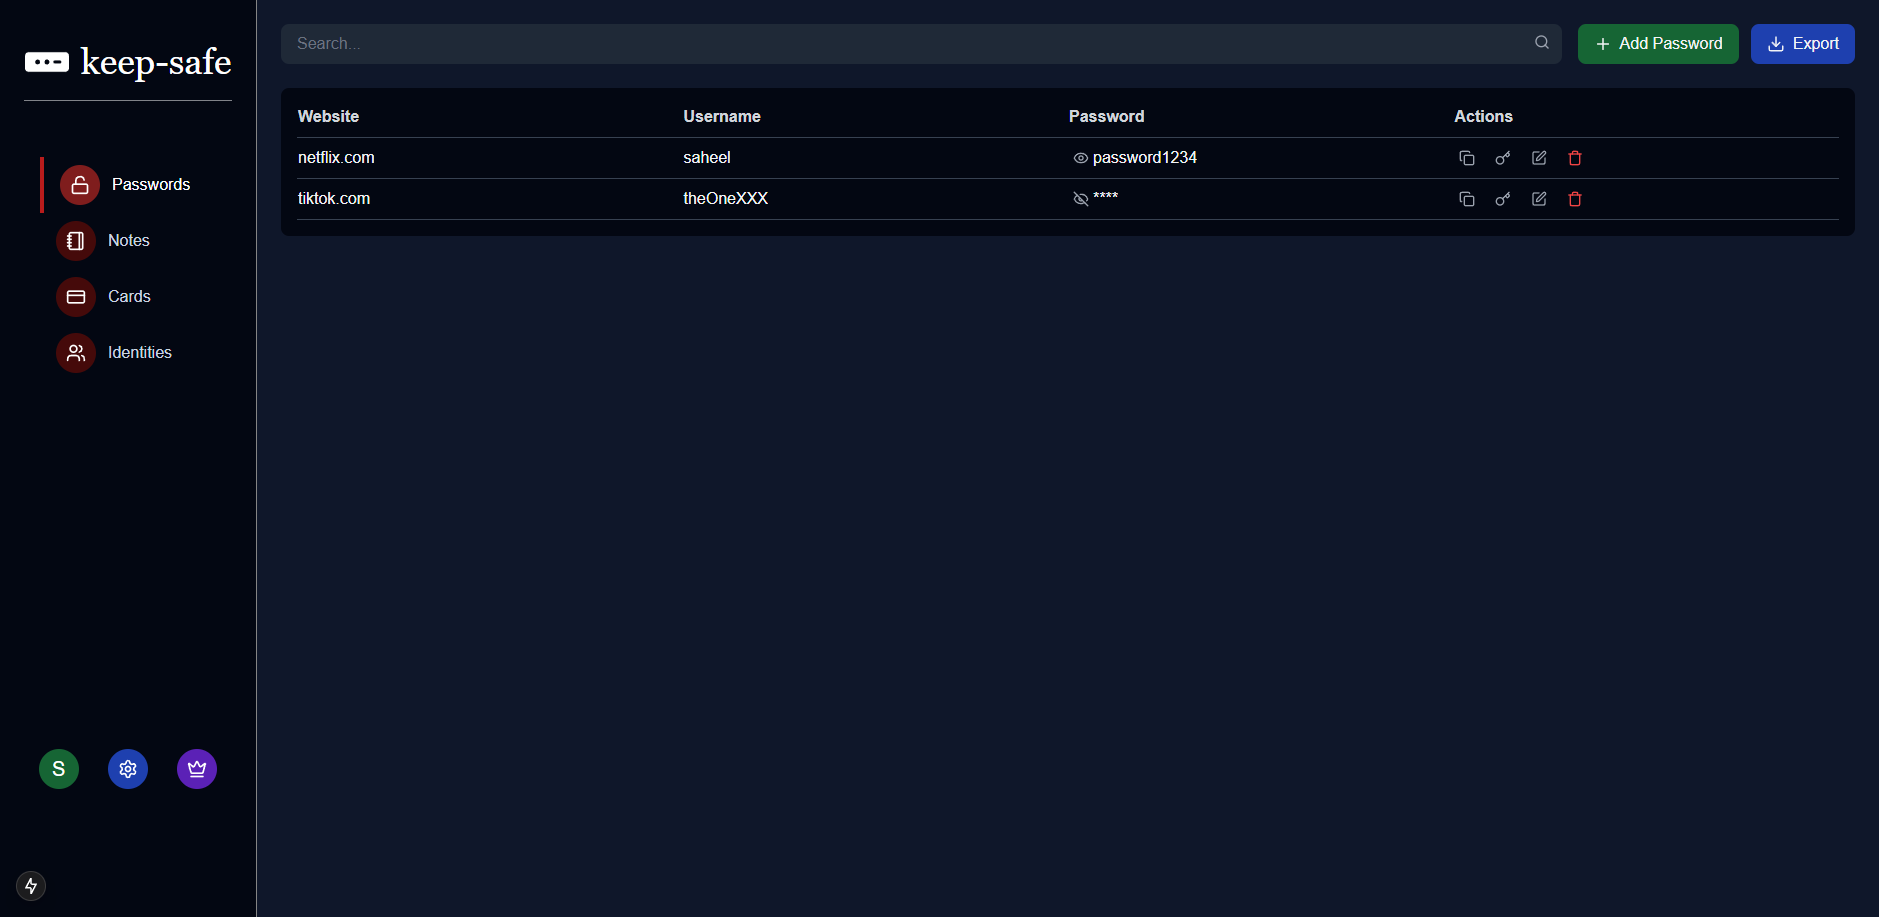 keep-safe
Passwords
Notes
Cards
Identities
S
Search...
Add Password
Export
Website Username Password Actions
netflix.com saheel password1234
tiktok.com theOneXXX ****